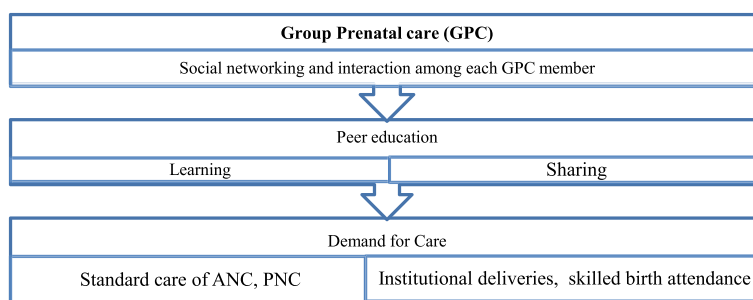 Group Prenatal care (GPC)
Social networking and interaction among each GPC member
Peer education
Learning
Sharing
Demand for Care
Standard care of ANC, PNC
Institutional deliveries, skilled birth attendance